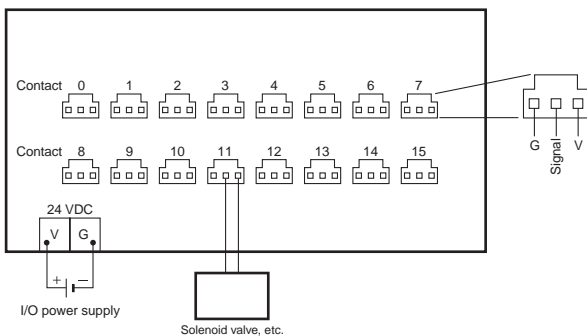 Contact 0 1 2 3 4 5 6 7
G Signal V
Contact 8 9 10 11 12 13 14 15
24 VDC
V G
+ −
I/O power supply
Solenoid valve, etc.